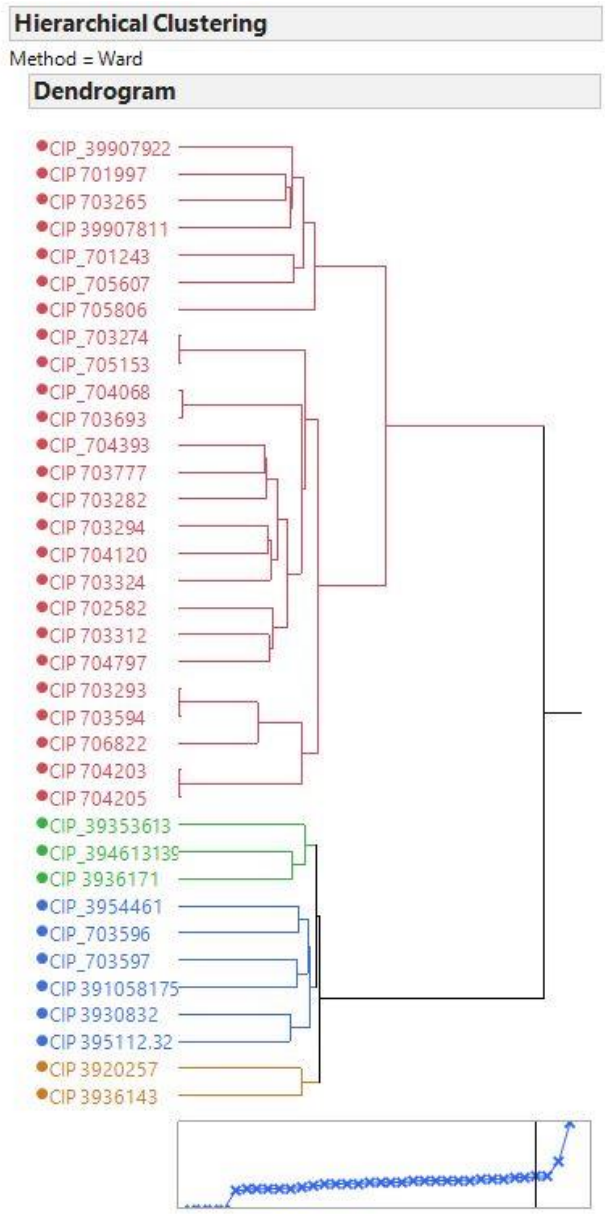 Hierarchical Clustering
Method = Ward
Dendrogram
CIP_39907922
CIP 701997
CIP 703265
CIP 39907811
CIP_701243
CIP_705607
CIP 705806
CIP_703274
CIP_705153
CIP_704068
CIP 703693
CIP_704393
CIP 703777
CIP 703282
CIP 703294
CIP 704120
CIP 703324
CIP 702582
CIP 703312
CIP 704797
CIP 703293
CIP 703594
CIP 706822
CIP 704203
CIP 704205
CIP_39353613
CIP_394613139
CIP 3936171
CIP_3954461
CIP_703596
CIP_703597
CIP 391058175
CIP 3930832
CIP 395112.32
CIP 3920257
CIP 3936143